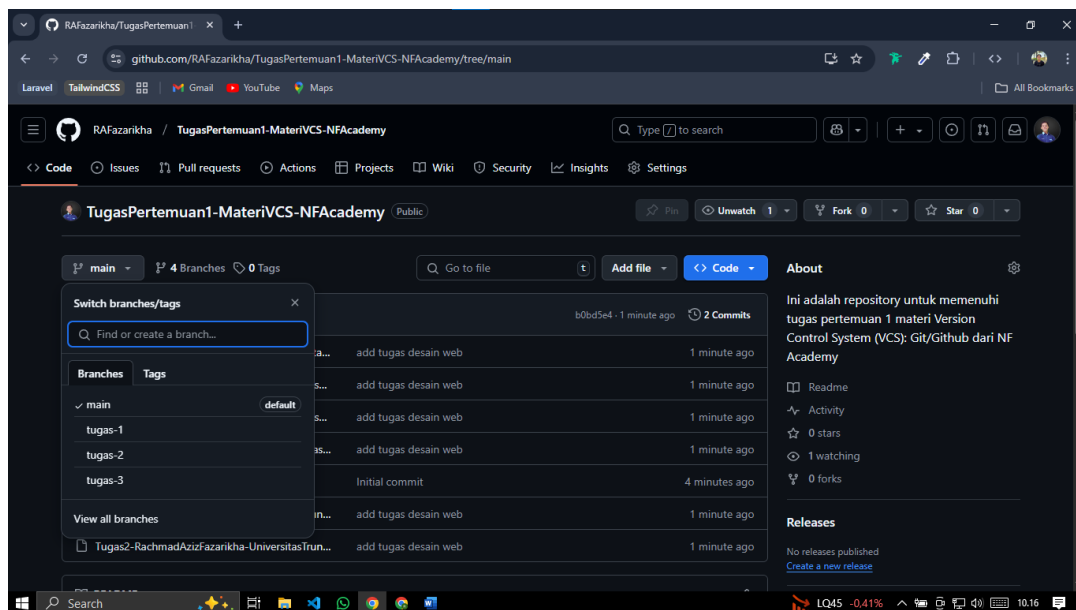 RAFazarikha/TugasPertemuan1
github.com/RAFazarikha/TugasPertemuan1-MateriVCS-NFAcademy/tree/main
Laravel TailwindCSS Gmail YouTube Maps All Bookmarks
RAFazarikha / TugasPertemuan1-MateriVCS-NFAcademy Type / to search
Code Issues Pull requests Actions Projects Wiki Security Insights Settings
TugasPertemuan1-MateriVCS-NFAcademy Public Pin Unwatch 1 Fork 0 Star 0
main 4 Branches 0 Tags Go to file t Add file Code
Switch branches/tags
Find or create a branch...
Branches Tags
main default
tugas-1
tugas-2
tugas-3
View all branches
b0bd5e4 · 1 minute ago 2 Commits
a... add tugas desain web 1 minute ago
s... add tugas desain web 1 minute ago
s... add tugas desain web 1 minute ago
as... add tugas desain web 1 minute ago
Initial commit 4 minutes ago
n... add tugas desain web 1 minute ago
Tugas2-RachmadAzizFazarikha-UniversitasTrun... add tugas desain web 1 minute ago
About
Ini adalah repository untuk memenuhi
tugas pertemuan 1 materi Version
Control System (VCS): Git/Github dari NF
Academy
Readme
Activity
0 stars
1 watching
0 forks
Releases
No releases published
Create a new release
Search LQ45 -0,41% 10.16